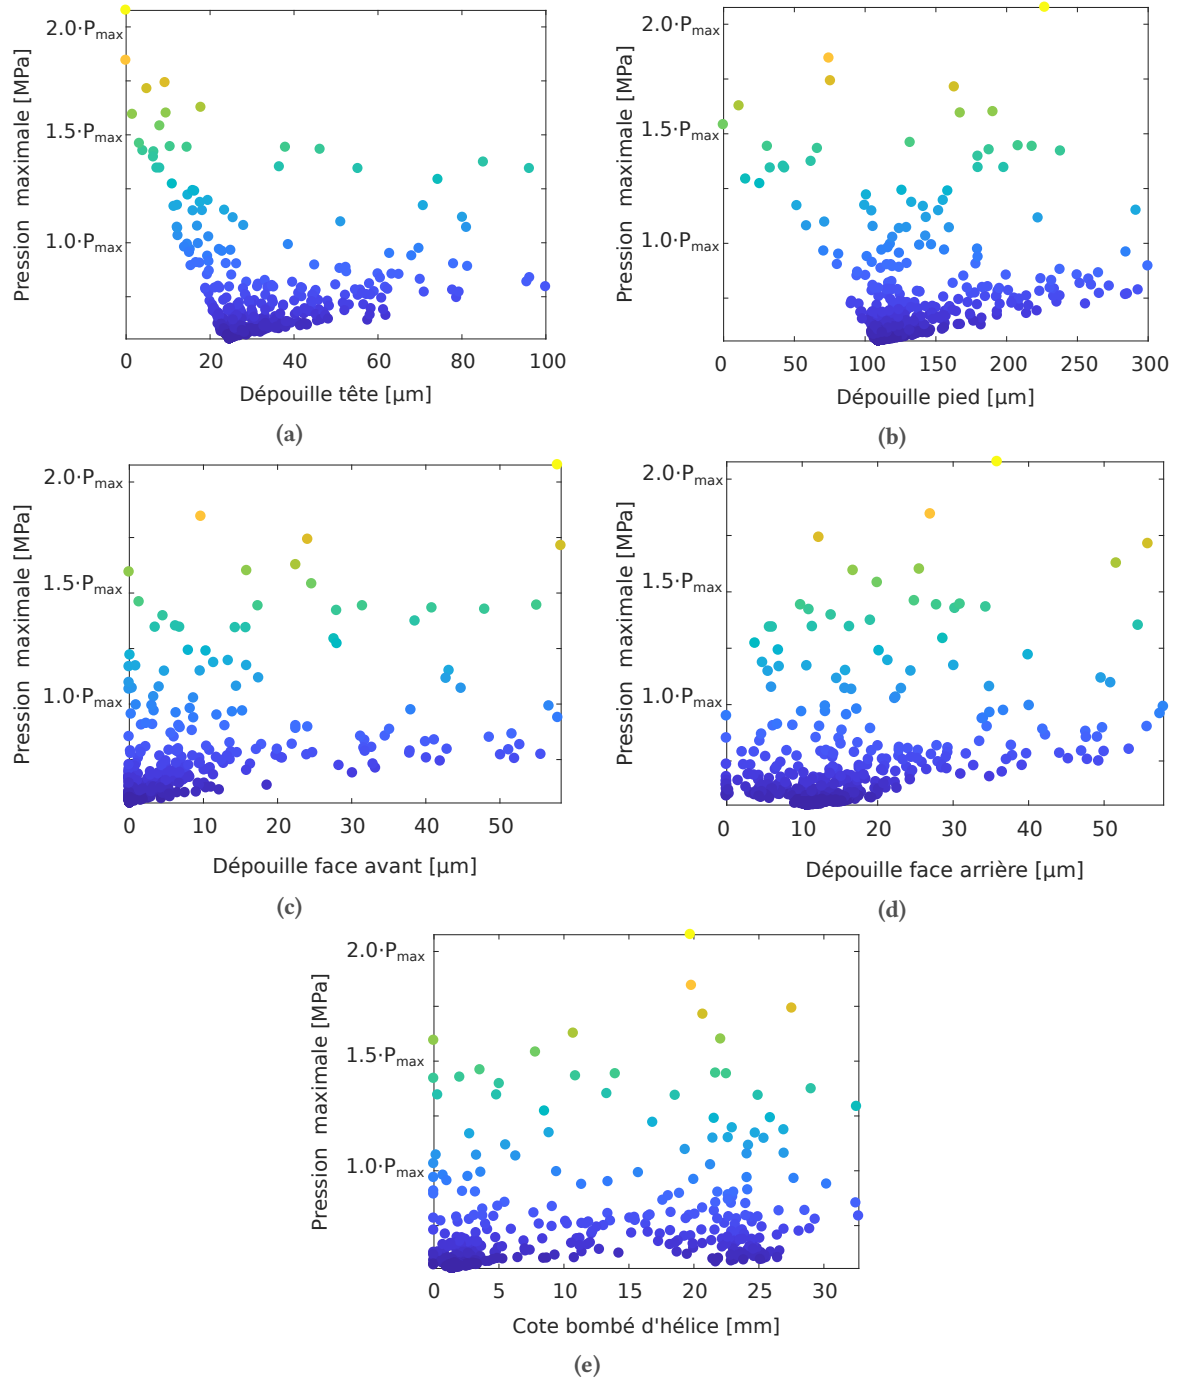 2.0·Pmax
1.5·Pmax
1.0·Pmax
Pression maximale [MPa]
0 20 40 60 80 100
Dépouille tête [µm]
(a)
2.0·Pmax
1.5·Pmax
1.0·Pmax
Pression maximale [MPa]
0 50 100 150 200 250 300
Dépouille pied [µm]
(b)
2.0·Pmax
1.5·Pmax
1.0·Pmax
Pression maximale [MPa]
0 10 20 30 40 50
Dépouille face avant [µm]
(c)
2.0·Pmax
1.5·Pmax
1.0·Pmax
Pression maximale [MPa]
0 10 20 30 40 50
Dépouille face arrière [µm]
(d)
2.0·Pmax
1.5·Pmax
1.0·Pmax
Pression maximale [MPa]
0 5 10 15 20 25 30
Cote bombé d'hélice [mm]
(e)